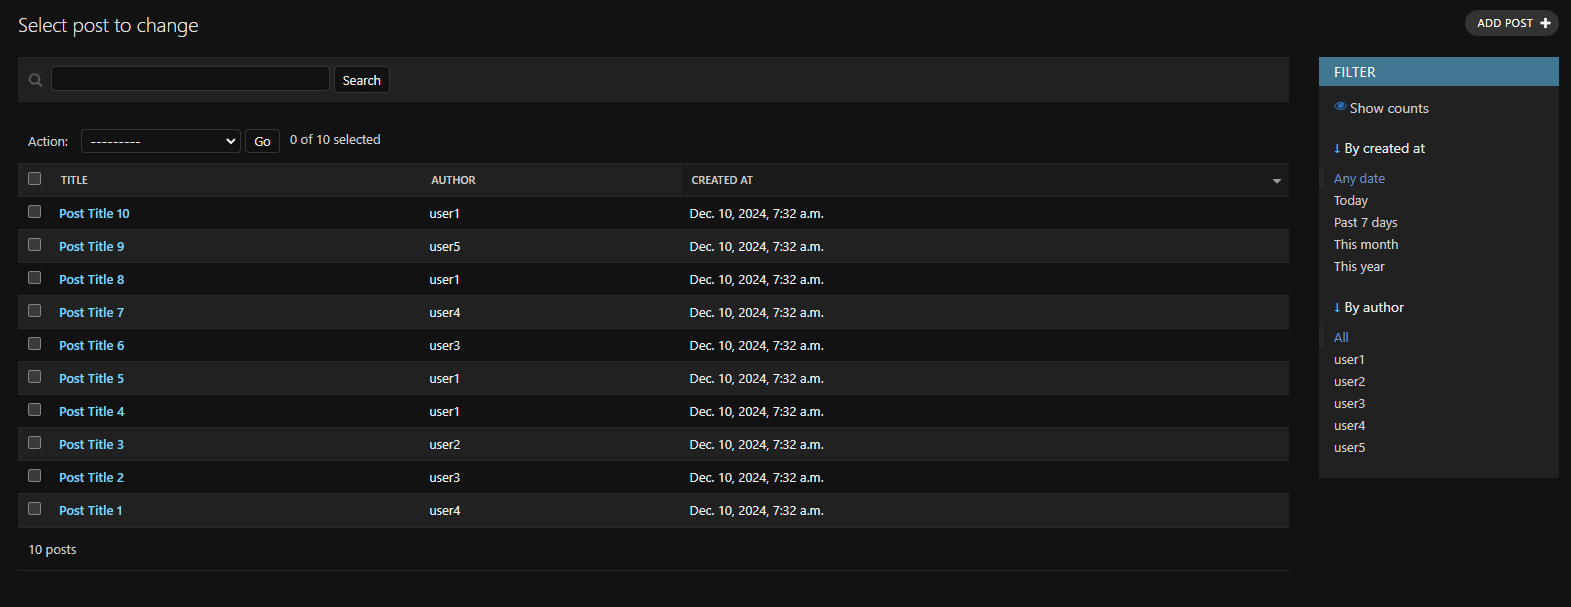 Select post to change
ADD POST
Search
Action: --------- Go 0 of 10 selected
TITLE AUTHOR CREATED AT
Post Title 10 user1 Dec. 10, 2024, 7:32 a.m.
Post Title 9 user5 Dec. 10, 2024, 7:32 a.m.
Post Title 8 user1 Dec. 10, 2024, 7:32 a.m.
Post Title 7 user4 Dec. 10, 2024, 7:32 a.m.
Post Title 6 user3 Dec. 10, 2024, 7:32 a.m.
Post Title 5 user1 Dec. 10, 2024, 7:32 a.m.
Post Title 4 user1 Dec. 10, 2024, 7:32 a.m.
Post Title 3 user2 Dec. 10, 2024, 7:32 a.m.
Post Title 2 user3 Dec. 10, 2024, 7:32 a.m.
Post Title 1 user4 Dec. 10, 2024, 7:32 a.m.
10 posts
FILTER
Show counts
↓ By created at
Any date
Today
Past 7 days
This month
This year
↓ By author
All
user1
user2
user3
user4
user5